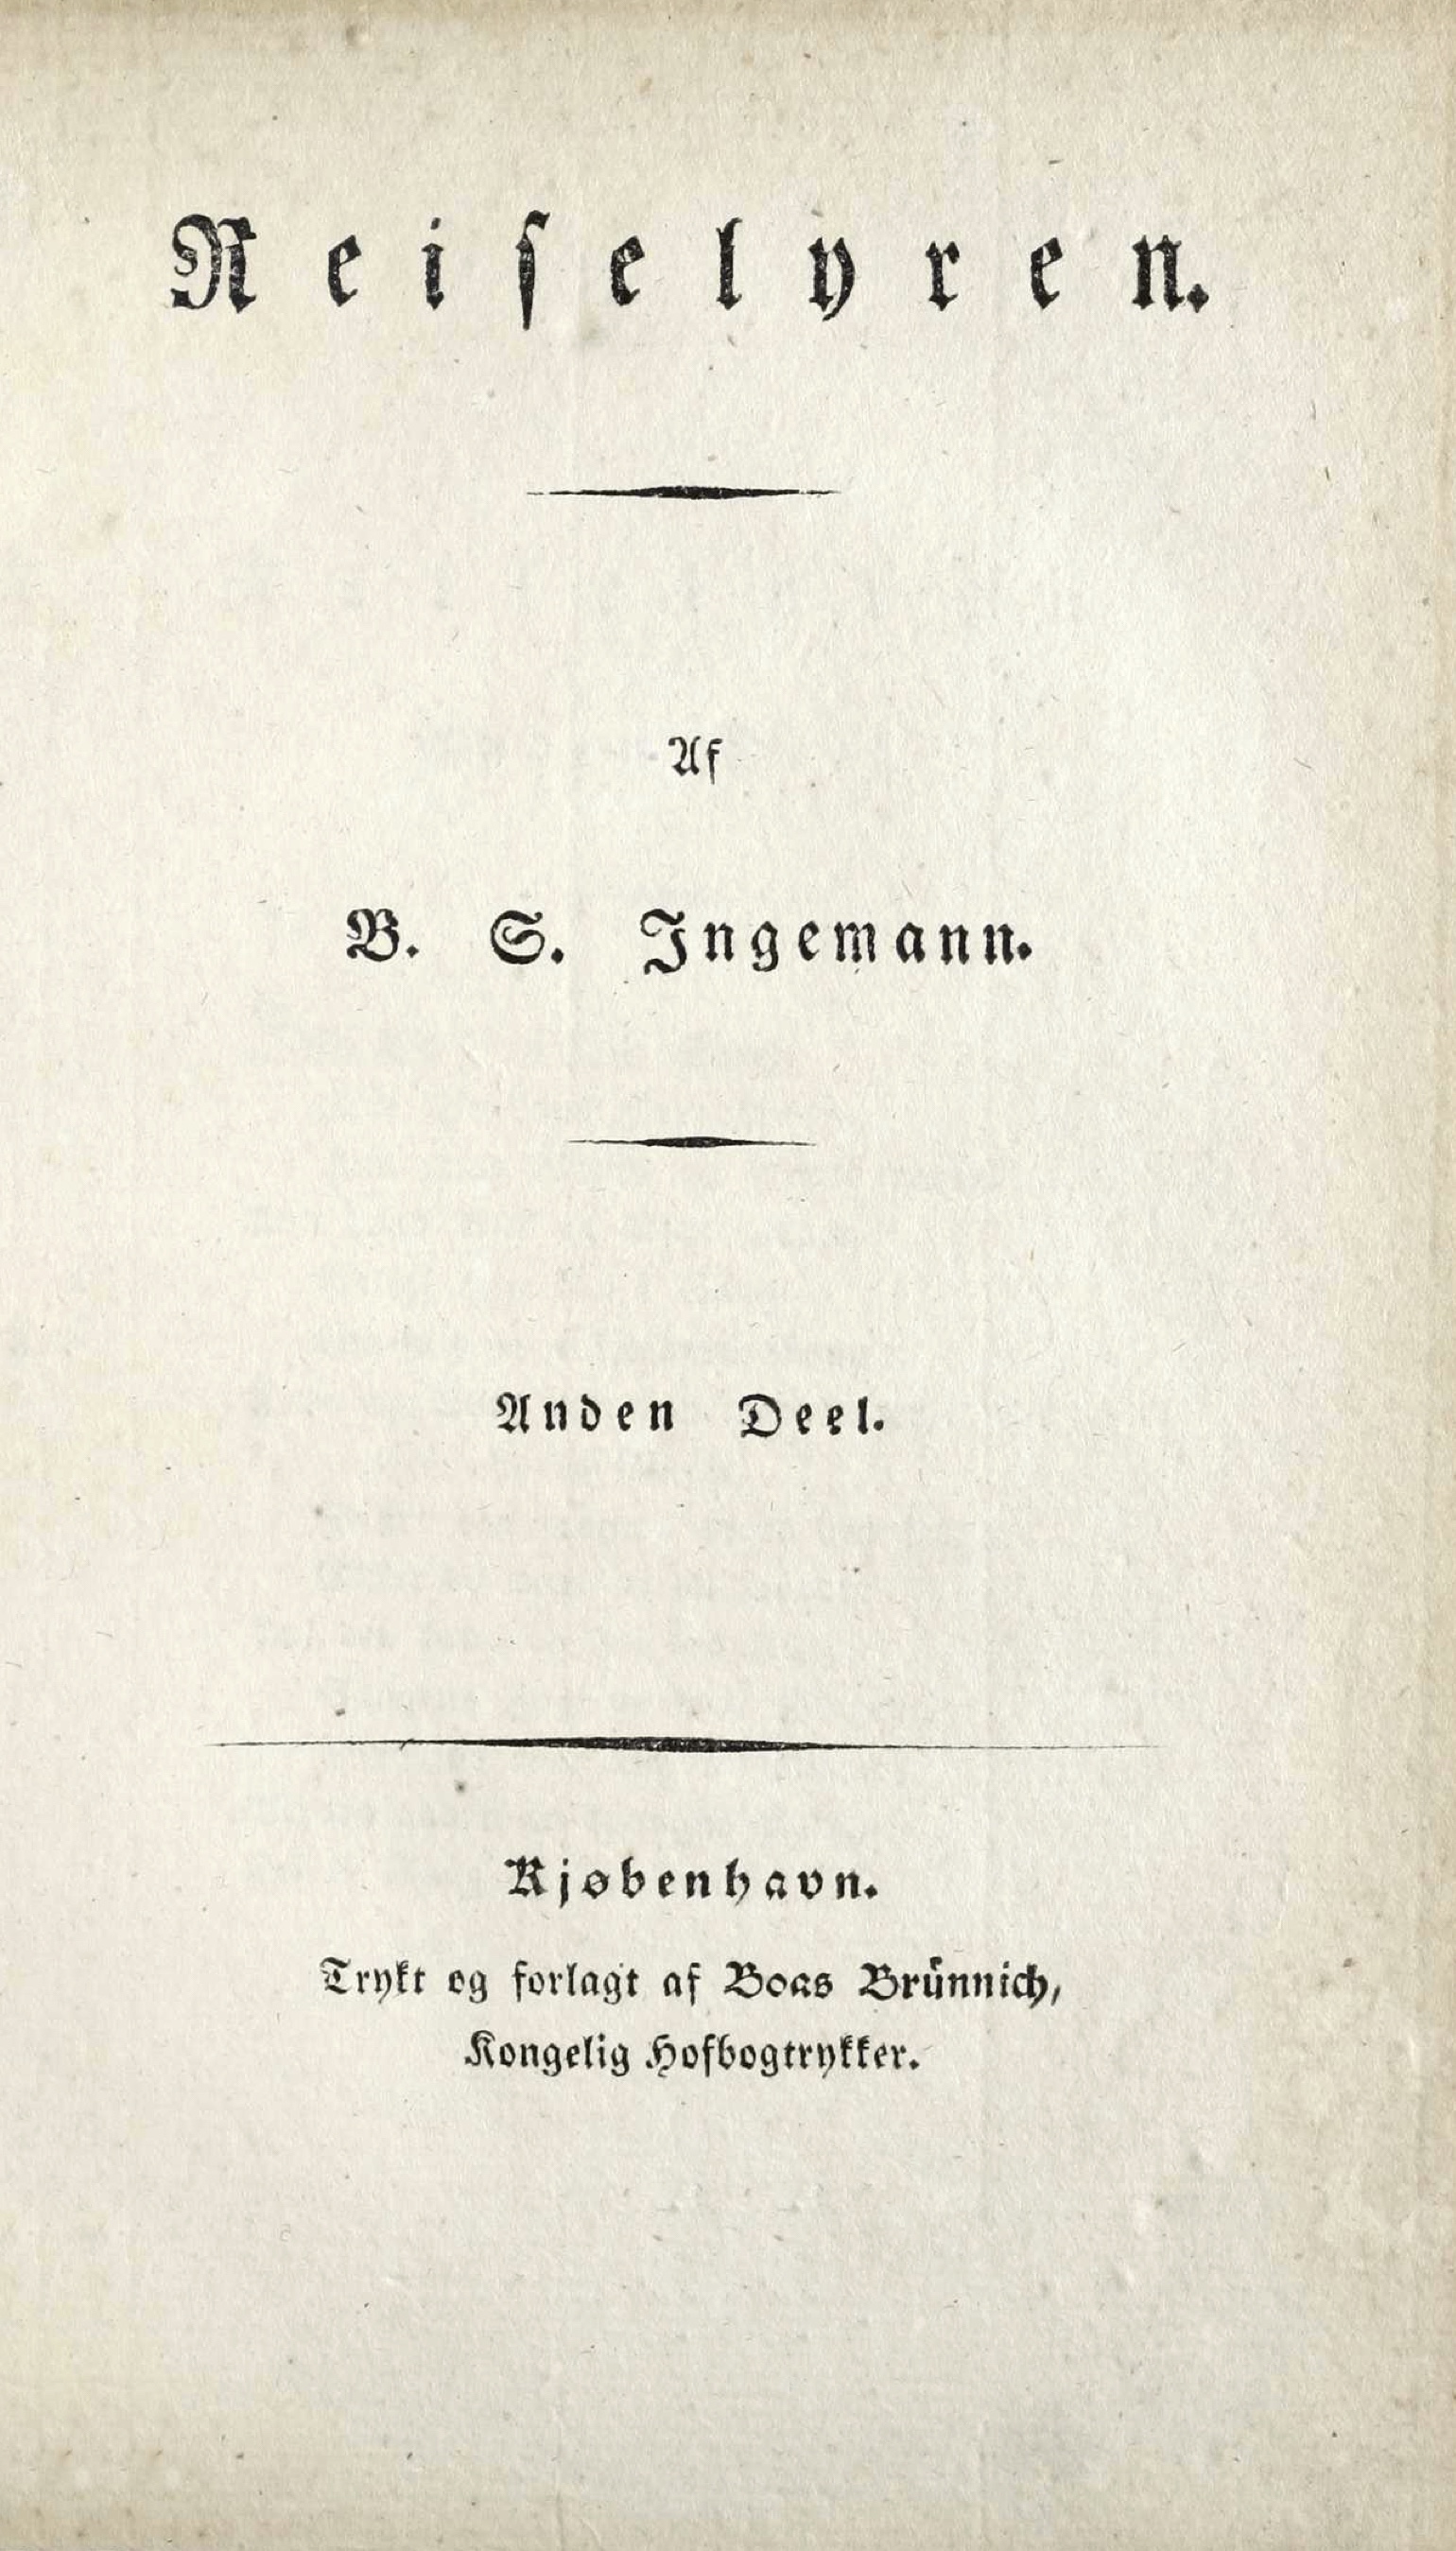 Reiselyren.
Af
B. S. Ingemann.
Anden Deel.
Kjøbenhavn.
Trykt og forlagt af Boas Brünnich,
Kongelig Hofbogtrykker.